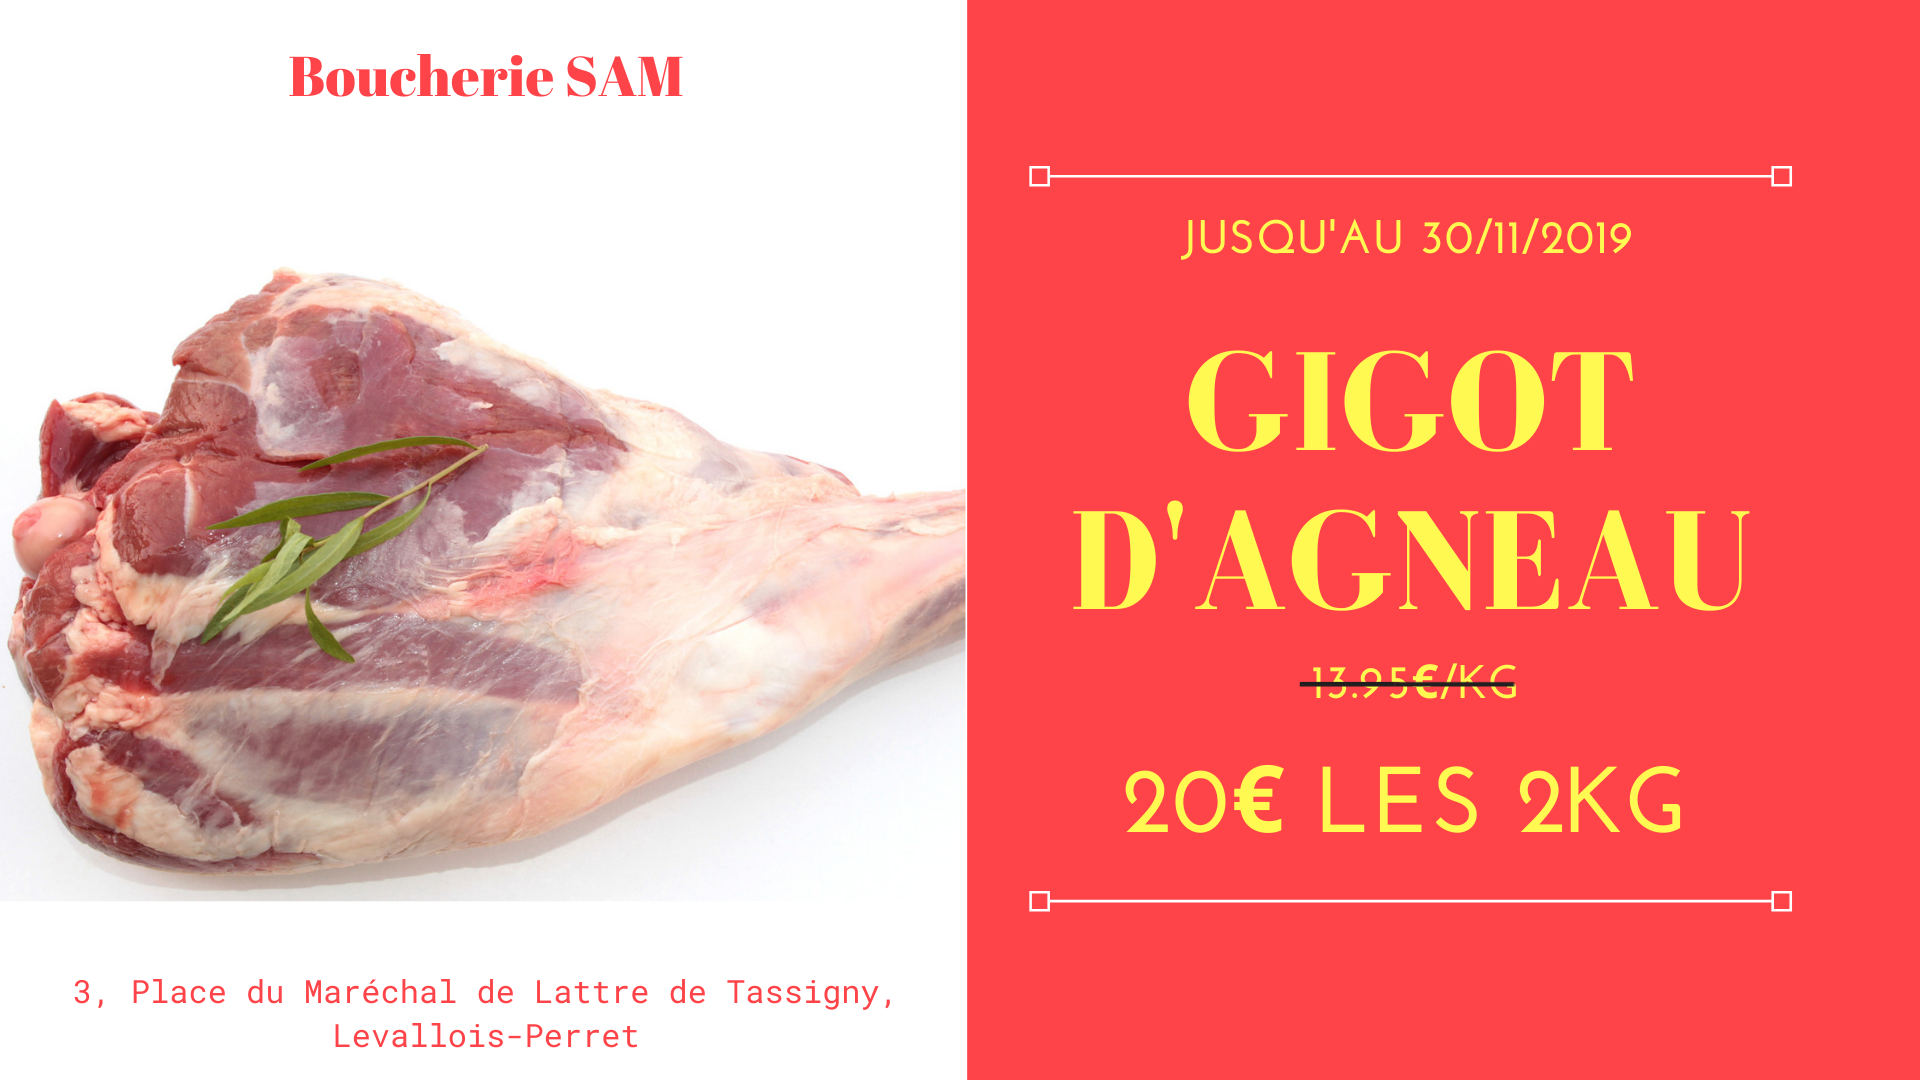 Boucherie SAM
3, Place du Maréchal de Lattre de Tassigny,
Levallois-Perret
JUSQU'AU 30/11/2019
GIGOT
D'AGNEAU
13.95€/KG
20€ LES 2KG